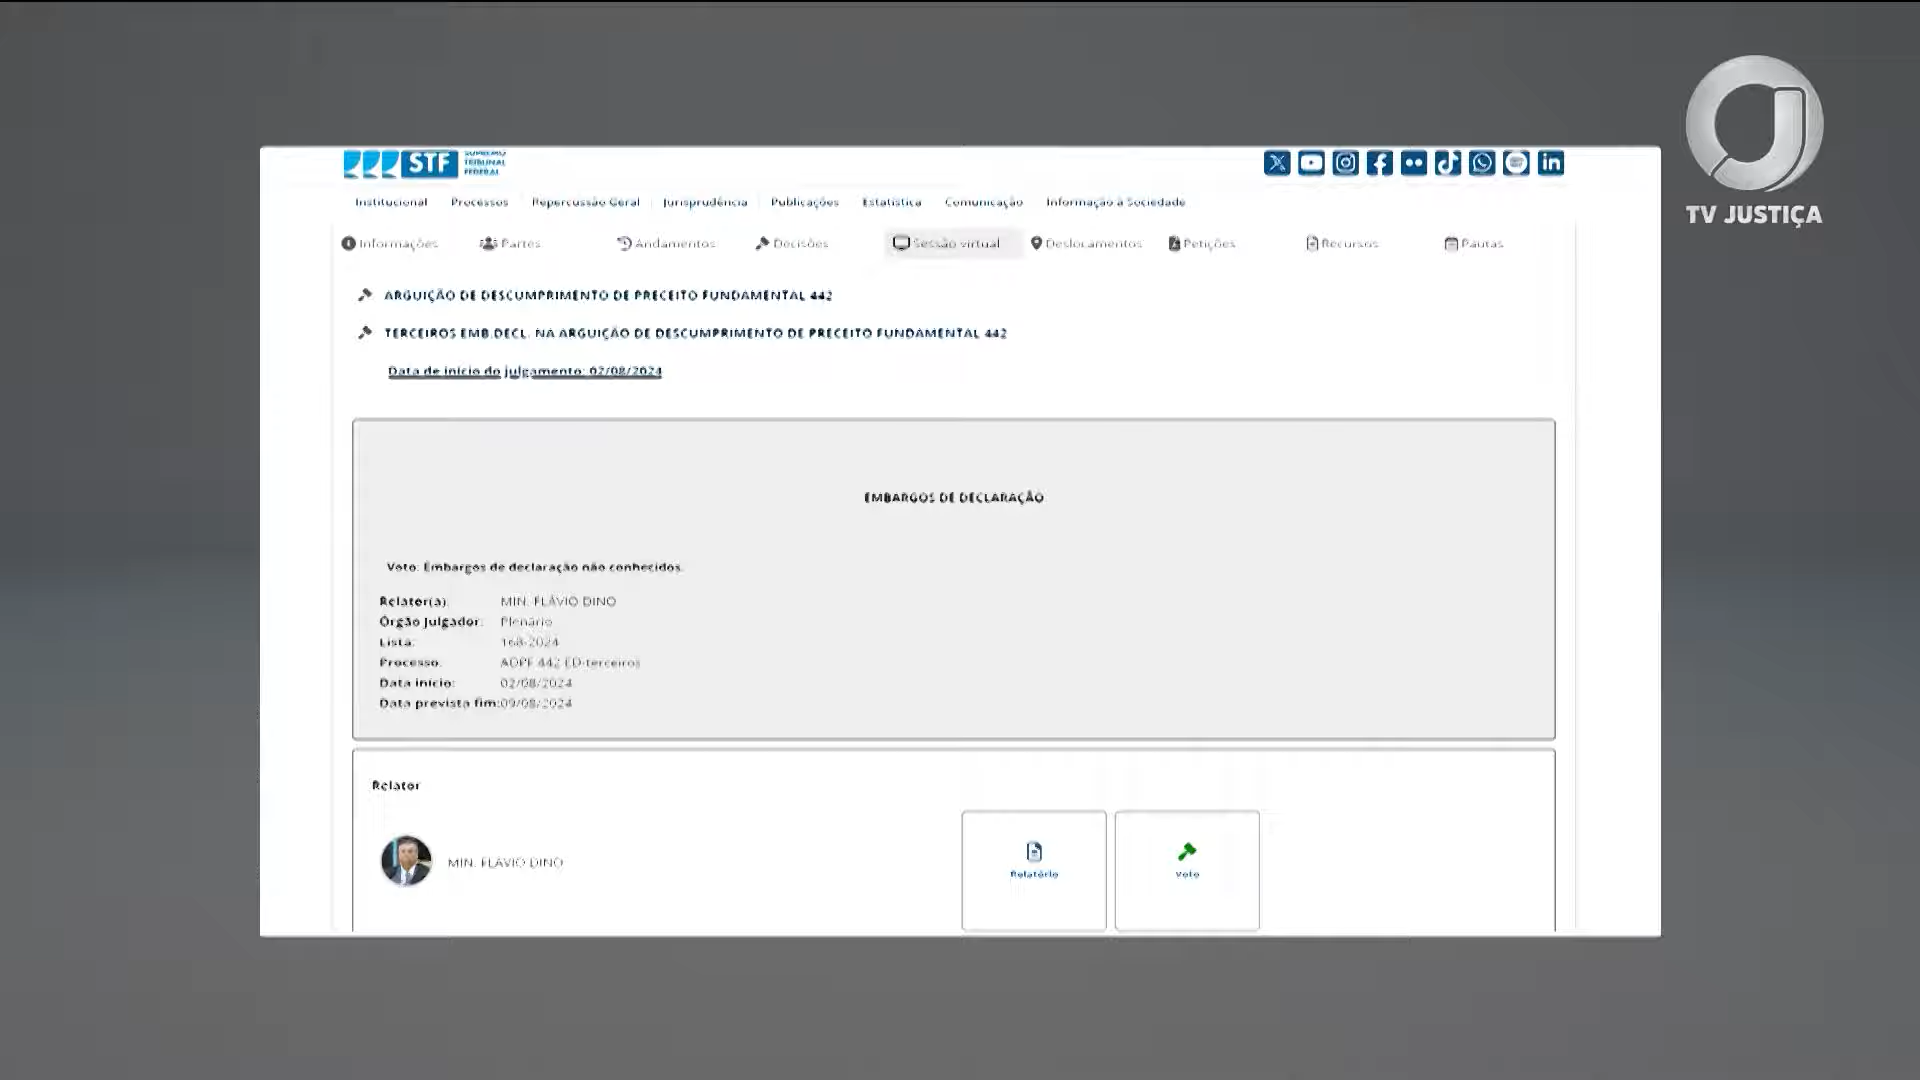 TV JUSTIÇA
STF SUPREMO TRIBUNAL FEDERAL
Institucional Processos Repercussão Geral Jurisprudência Publicações Estatística Comunicação Informação à Sociedade
Informações Partes Andamentos Decisões Sessão virtual Deslocamentos Petições Recursos Pautas
ARGUIÇÃO DE DESCUMPRIMENTO DE PRECEITO FUNDAMENTAL 442
TERCEIROS EMB.DECL. NA ARGUIÇÃO DE DESCUMPRIMENTO DE PRECEITO FUNDAMENTAL 442
Data de início do julgamento: 02/08/2024
EMBARGOS DE DECLARAÇÃO
Voto: Embargos de declaração não conhecidos.
Relator(a): MIN. FLÁVIO DINO
Órgão Julgador: Plenário
Lista: 168-2024
Processo: ADPF 442 ED-terceiros
Data início: 02/08/2024
Data prevista fim: 09/08/2024
Relator
MIN. FLÁVIO DINO
Relatório
Voto